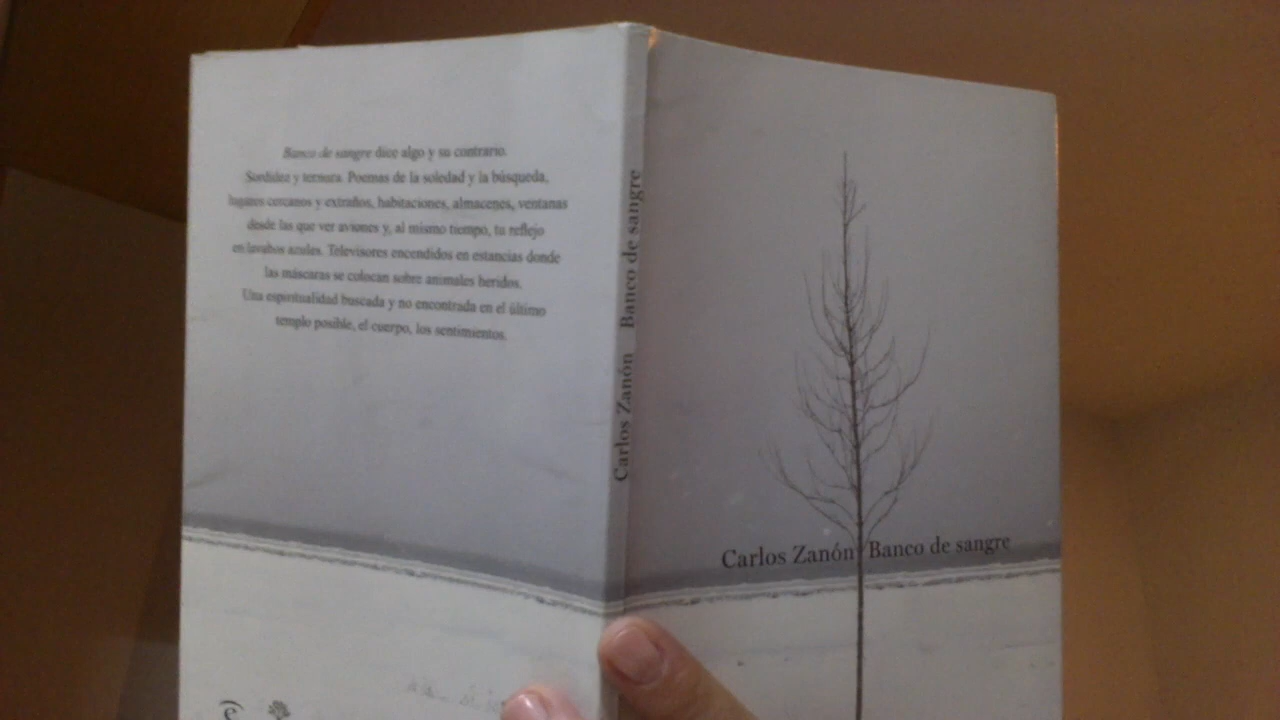 Banco de sangre dice algo y su contrario.
Sordidez y ternura. Poemas de la soledad y la búsqueda,
lugares cercanos y extraños, habitaciones, almacenes, ventanas
desde las que ver aviones y, al mismo tiempo, tu reflejo
en lavabos azules. Televisores encendidos en estancias donde
las máscaras se colocan sobre animales heridos.
Una espiritualidad buscada y no encontrada en el último
templo posible, el cuerpo, los sentimientos.
Carlos Zanón Banco de sangre
Carlos Zanón / Banco de sangre